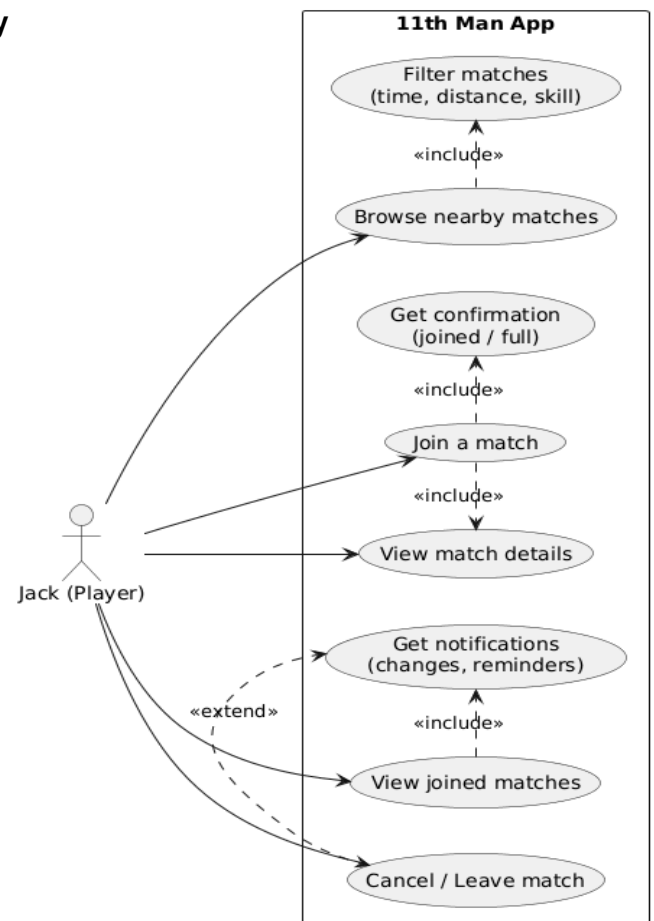 y
11th Man App
Filter matches
(time, distance, skill)
«include»
Browse nearby matches
Get confirmation
(joined / full)
«include»
Join a match
«include»
View match details
Jack (Player)
Get notifications
(changes, reminders)
«extend»
«include»
View joined matches
Cancel / Leave match